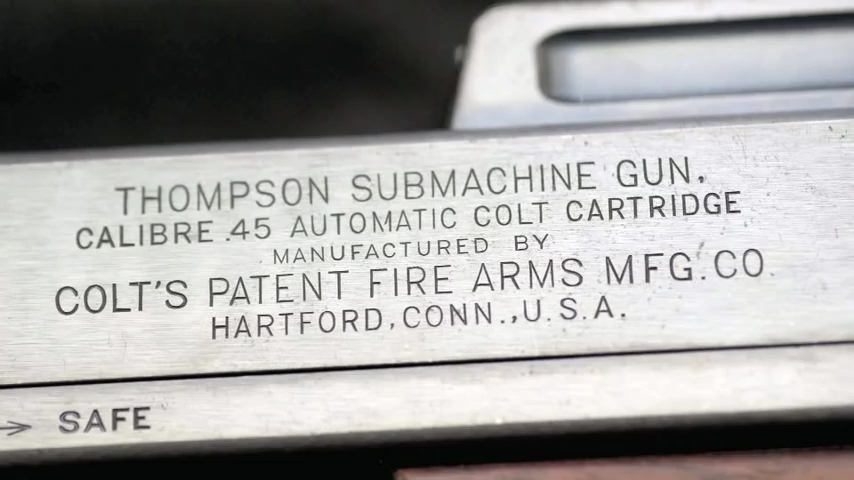 THOMPSON SUBMACHINE GUN,
CALIBRE .45 AUTOMATIC COLT CARTRIDGE
MANUFACTURED BY
COLT'S PATENT FIRE ARMS MFG. CO.
HARTFORD, CONN., U.S.A.
SAFE